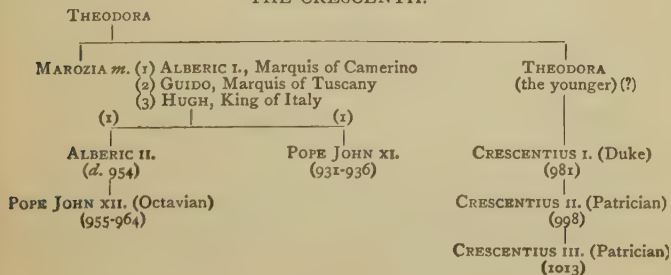 THEODORA
MAROZIA m. (1) ALBERIC I., Marquis of Camerino
(2) GUIDO, Marquis of Tuscany
(3) HUGH, King of Italy
THEODORA
(the younger) (?)
(1) (1)
ALBERIC II.
(d. 954)
POPE JOHN XI.
(931-936)
CRESCENTIUS I. (Duke)
(981)
POPE JOHN XII. (Octavian)
(955-964)
CRESCENTIUS II. (Patrician)
(998)
CRESCENTIUS III. (Patrician)
(1013)